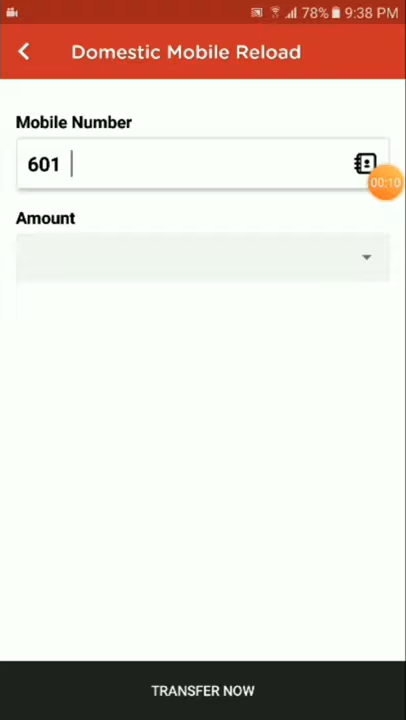 78% 9:38 PM
Domestic Mobile Reload
Mobile Number
601
00:10
Amount
TRANSFER NOW